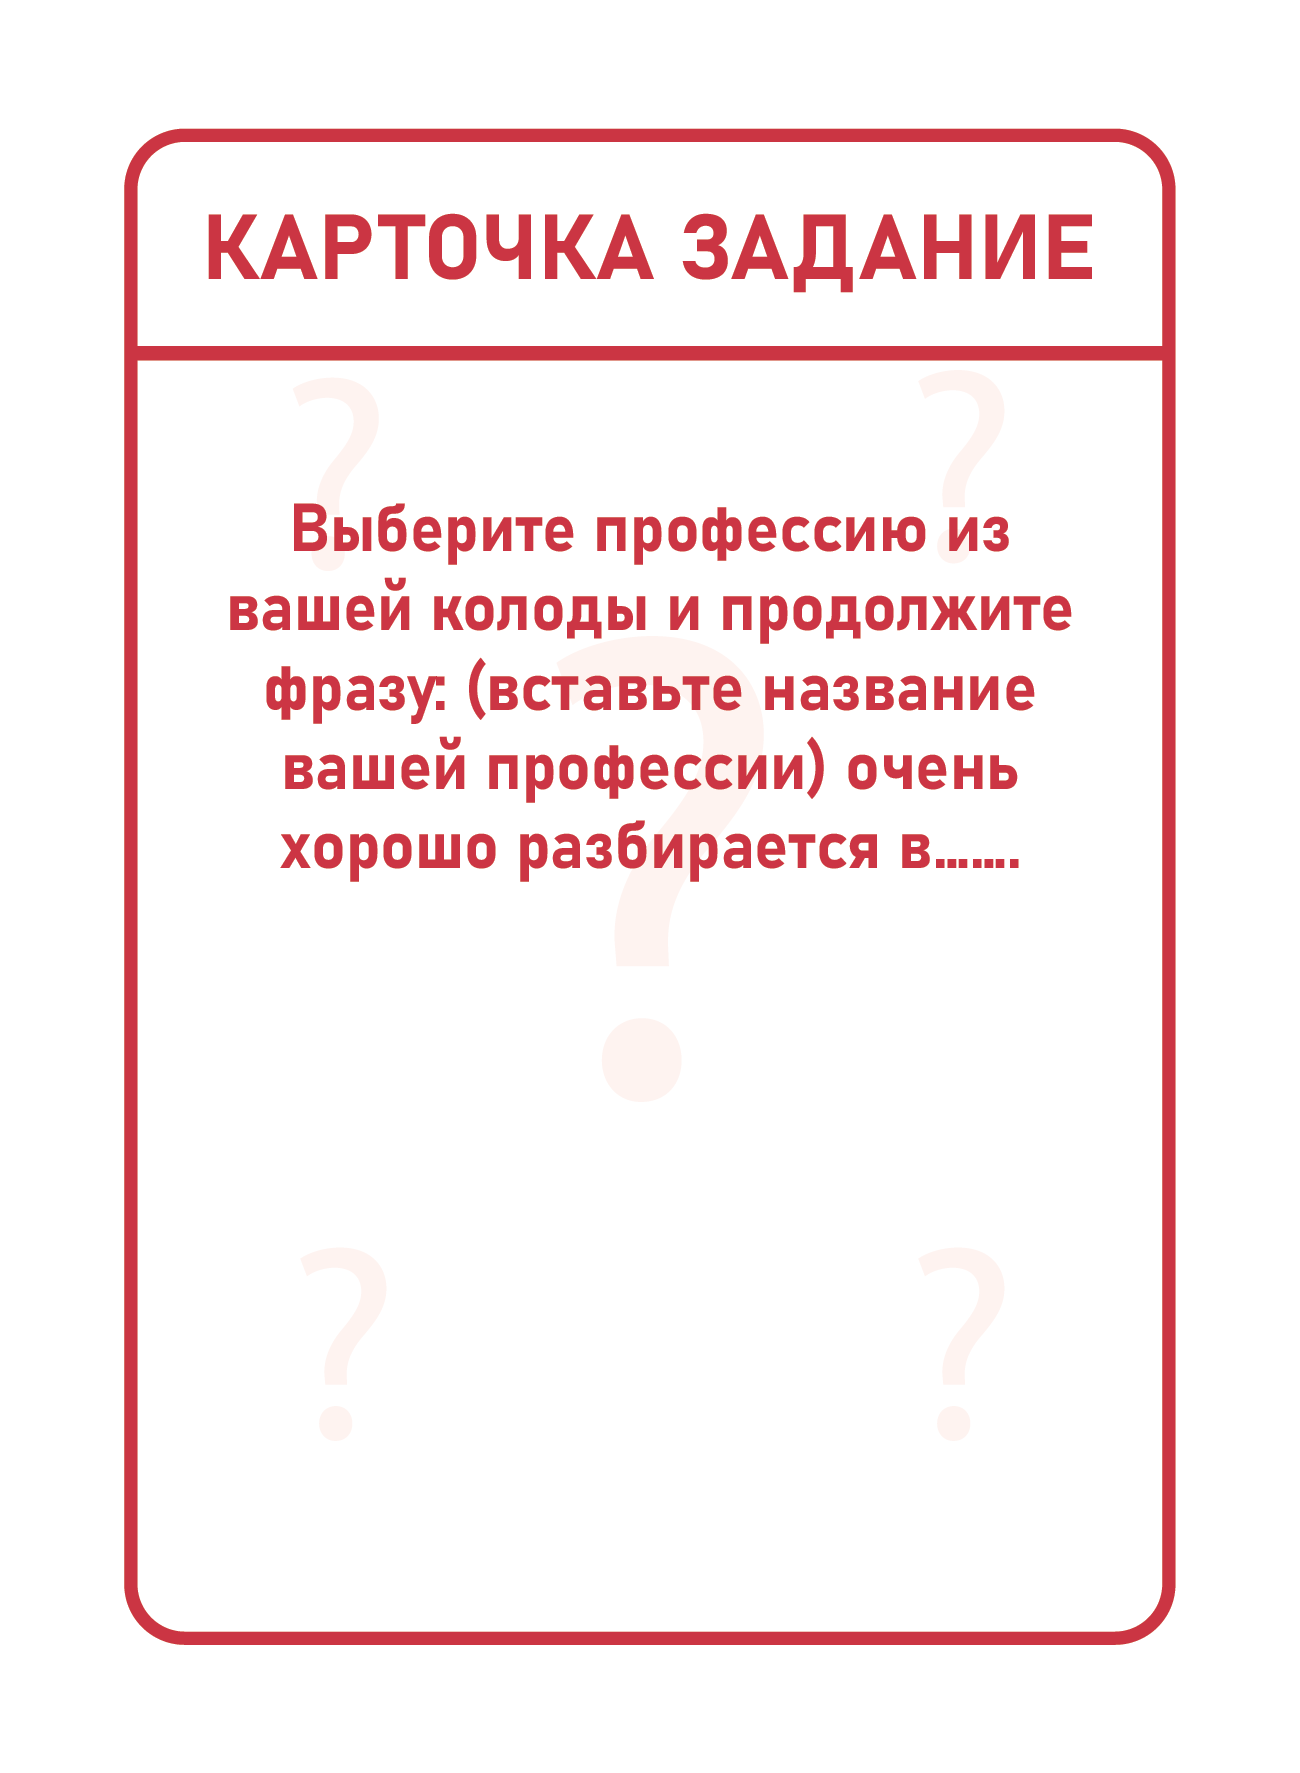 КАРТОЧКА ЗАДАНИЕ
?
?
Выберите профессию из
вашей колоды и продолжите
фразу: (вставьте название
вашей профессии) очень
хорошо разбирается в.......
?
?
?